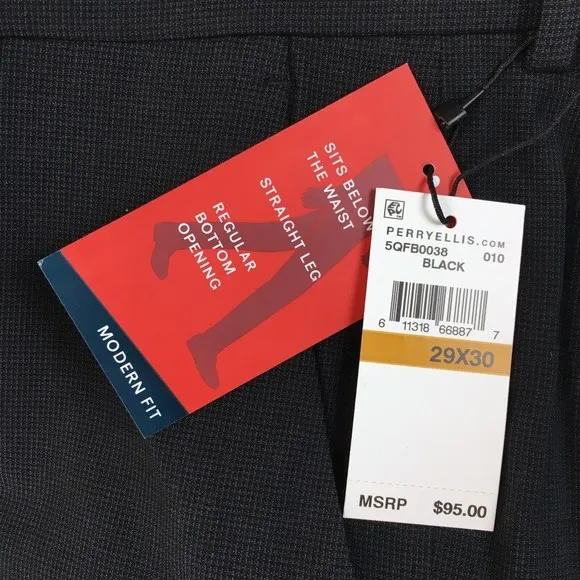 SITS BELOW
THE WAIST
STRAIGHT LEG
REGULAR
BOTTOM
OPENING
MODERN FIT
PERRYELLIS.COM
5QFB0038 010
BLACK
6 11318 66887 7
29X30
MSRP $95.00